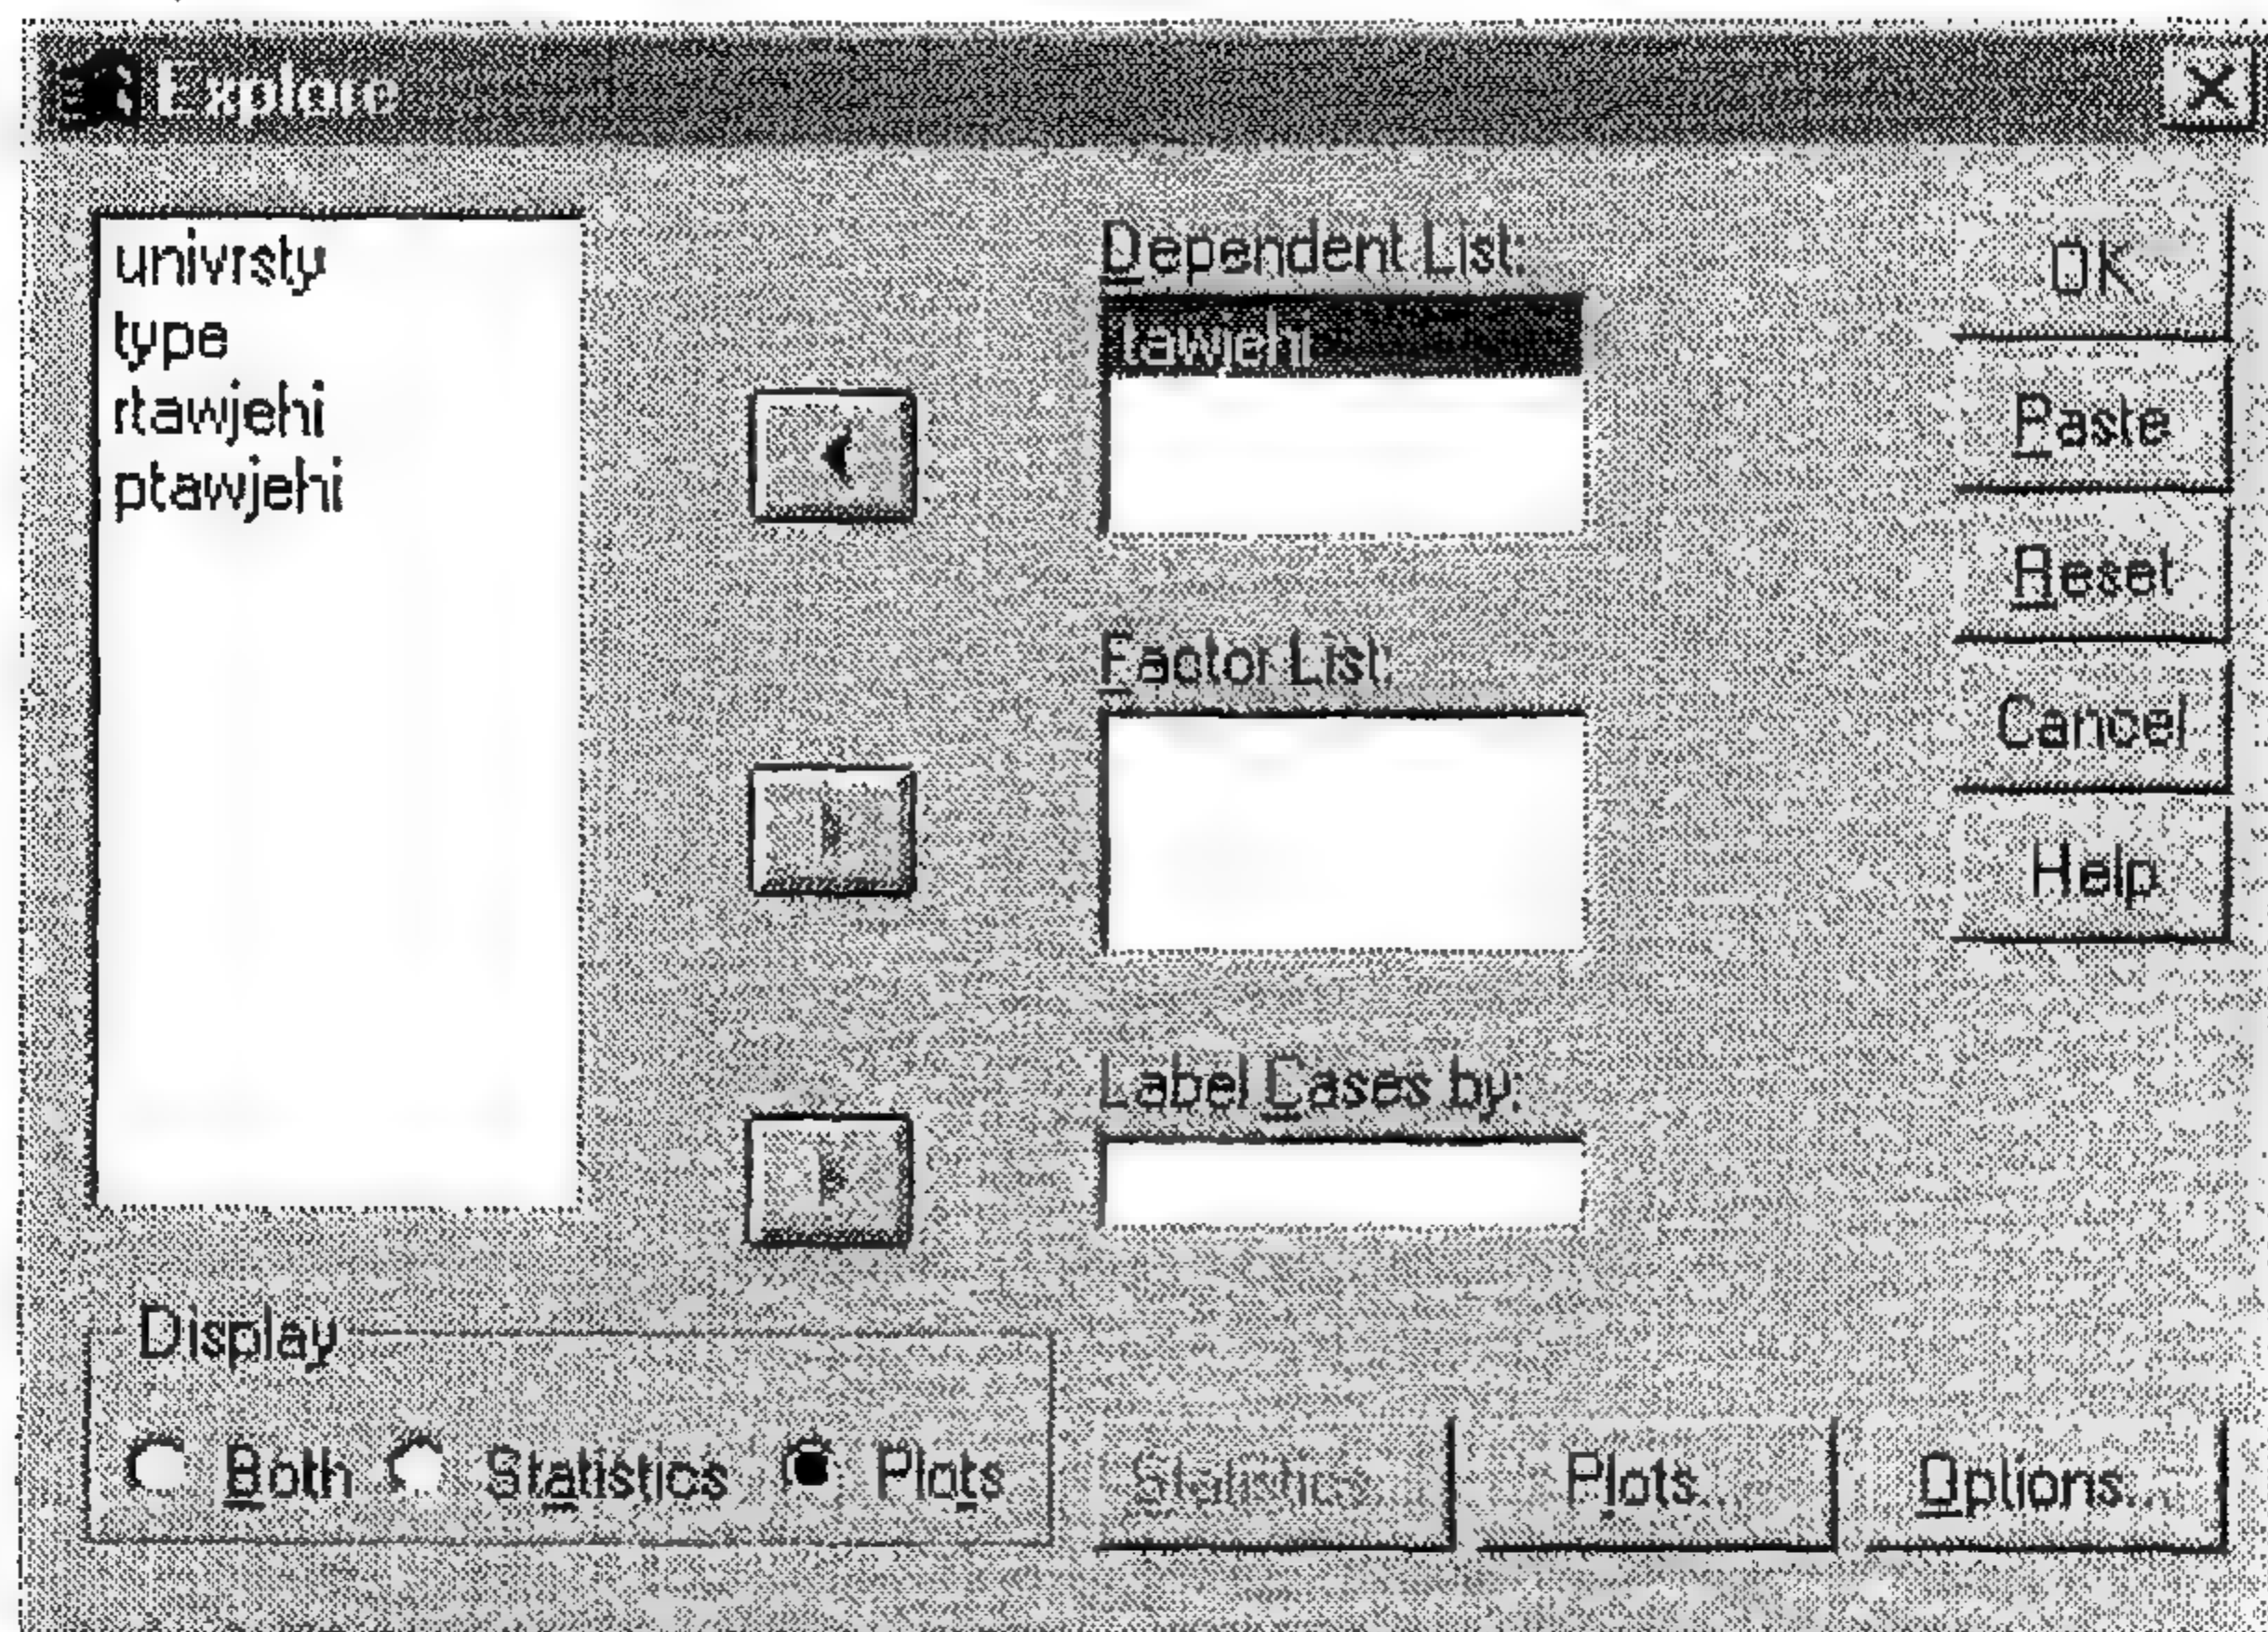 Explore
univrsty
type
rtawjehi
ptawjehi
Dependent List:
tawjehi
Factor List:
Label Cases by:
OK
Paste
Reset
Cancel
Help
Display
Both Statistics Plots
Statistics... Plots... Options...